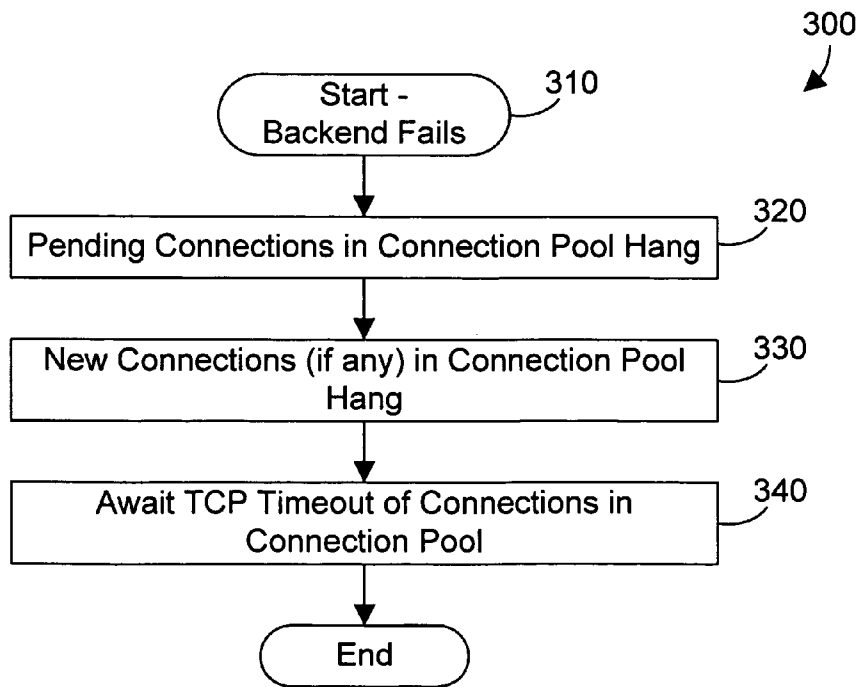 300
Start -
Backend Fails
310
Pending Connections in Connection Pool Hang
320
New Connections (if any) in Connection Pool
Hang
330
Await TCP Timeout of Connections in
Connection Pool
340
End